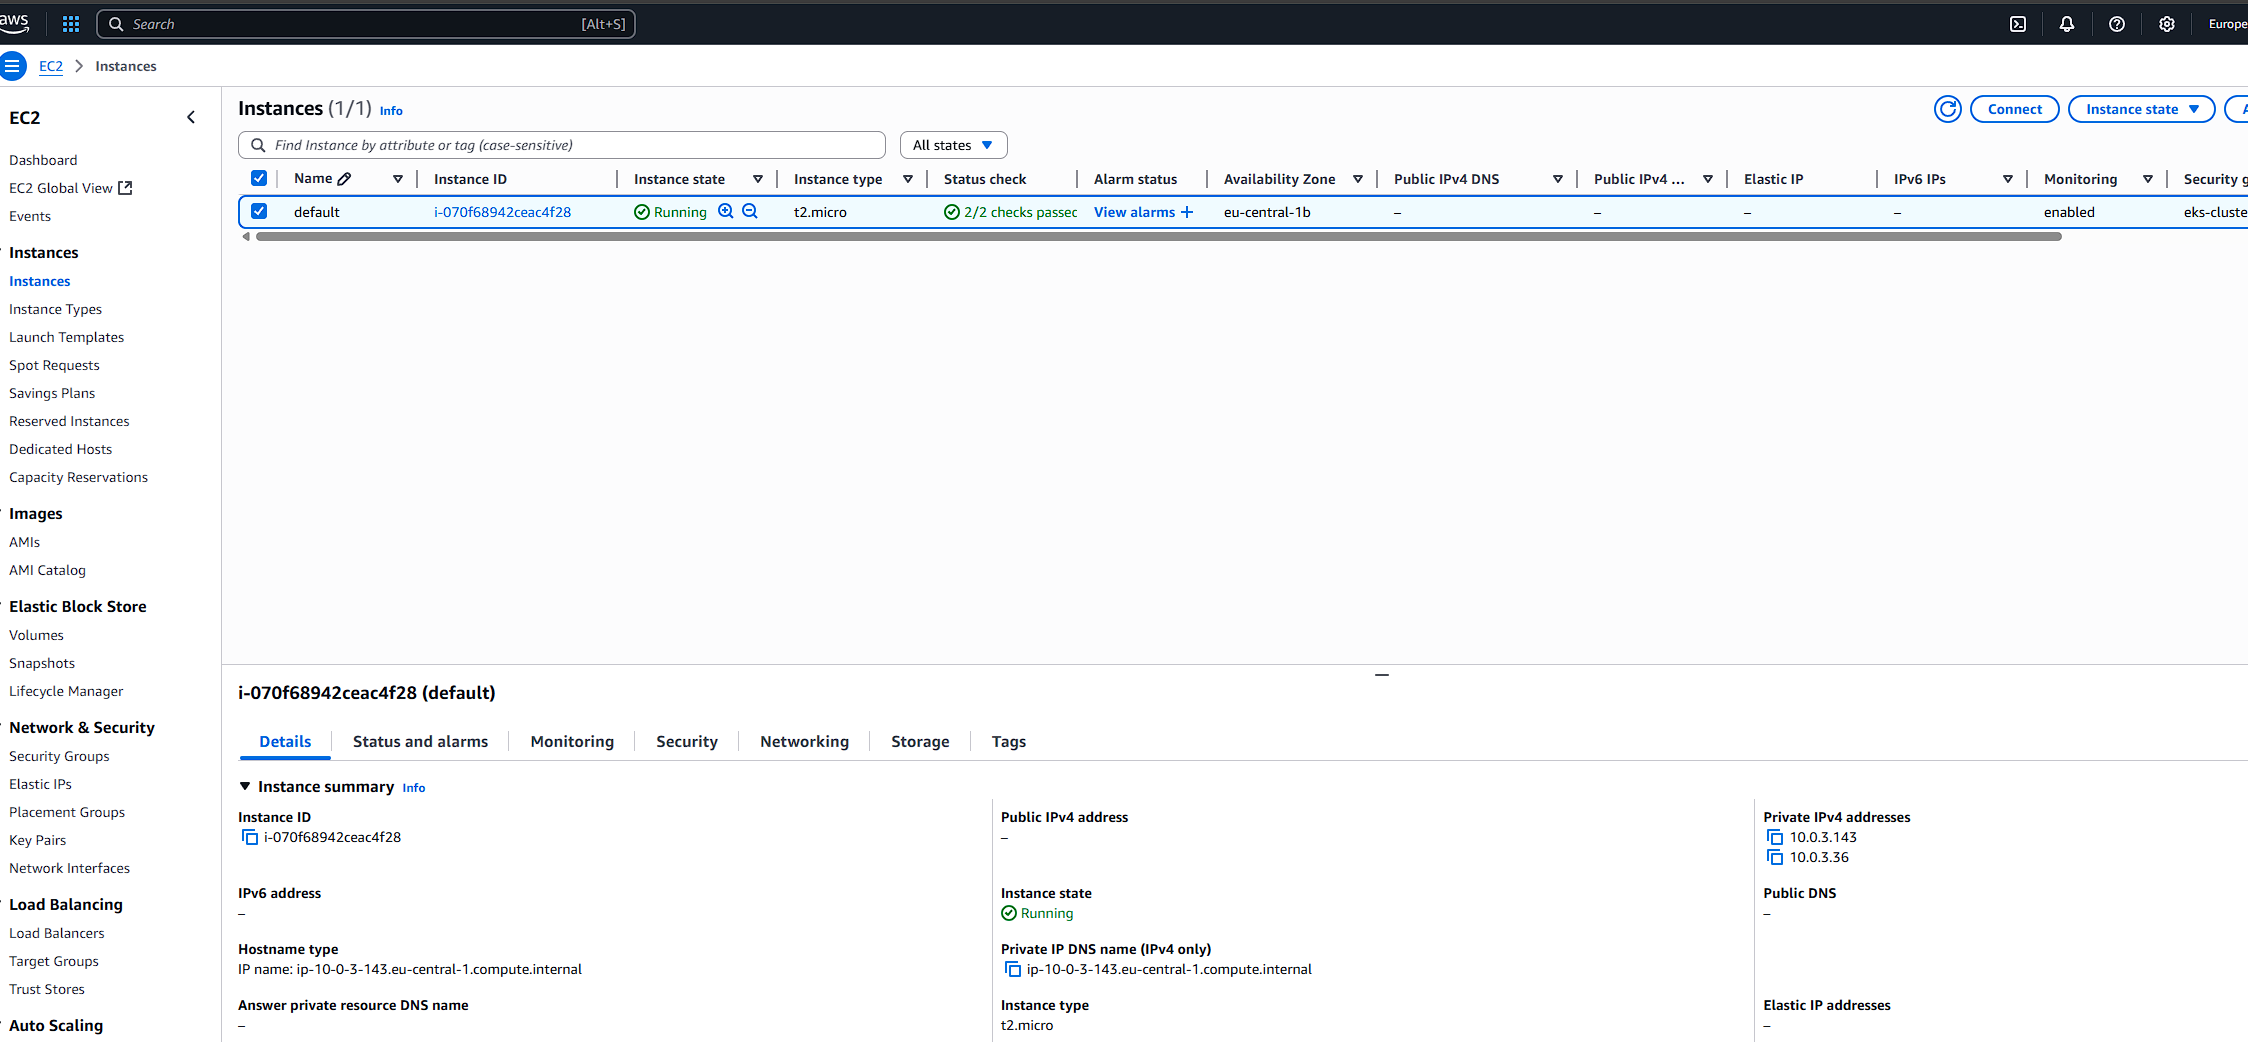 aws
Search [Alt+S]
Europe
EC2 > Instances
EC2
Dashboard
EC2 Global View
Events
Instances
Instances
Instance Types
Launch Templates
Spot Requests
Savings Plans
Reserved Instances
Dedicated Hosts
Capacity Reservations
Images
AMIs
AMI Catalog
Elastic Block Store
Volumes
Snapshots
Lifecycle Manager
Network & Security
Security Groups
Elastic IPs
Placement Groups
Key Pairs
Network Interfaces
Load Balancing
Load Balancers
Target Groups
Trust Stores
Auto Scaling
Instances (1/1) Info
Connect Instance state
Find Instance by attribute or tag (case-sensitive) All states
Name Instance ID Instance state Instance type Status check Alarm status Availability Zone Public IPv4 DNS Public IPv4 ... Elastic IP IPv6 IPs Monitoring Security g
default i-070f68942ceac4f28 Running t2.micro 2/2 checks passec View alarms + eu-central-1b – – – – enabled eks-cluste
i-070f68942ceac4f28 (default)
Details Status and alarms Monitoring Security Networking Storage Tags
Instance summary Info
Instance ID
i-070f68942ceac4f28
IPv6 address
–
Hostname type
IP name: ip-10-0-3-143.eu-central-1.compute.internal
Answer private resource DNS name
–
Public IPv4 address
–
Instance state
Running
Private IP DNS name (IPv4 only)
ip-10-0-3-143.eu-central-1.compute.internal
Instance type
t2.micro
Private IPv4 addresses
10.0.3.143
10.0.3.36
Public DNS
–
Elastic IP addresses
–